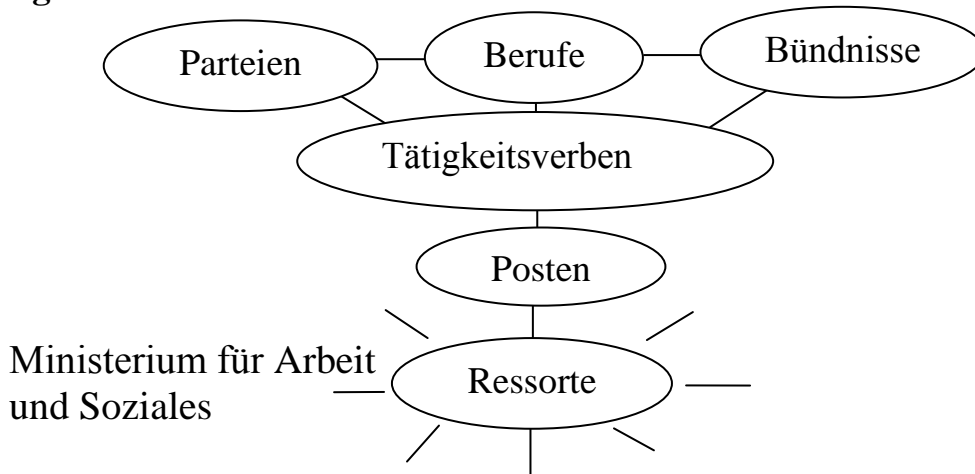 g
Parteien
Berufe
Bündnisse
Tätigkeitsverben
Posten
Ministerium für Arbeit
und Soziales
Ressorte